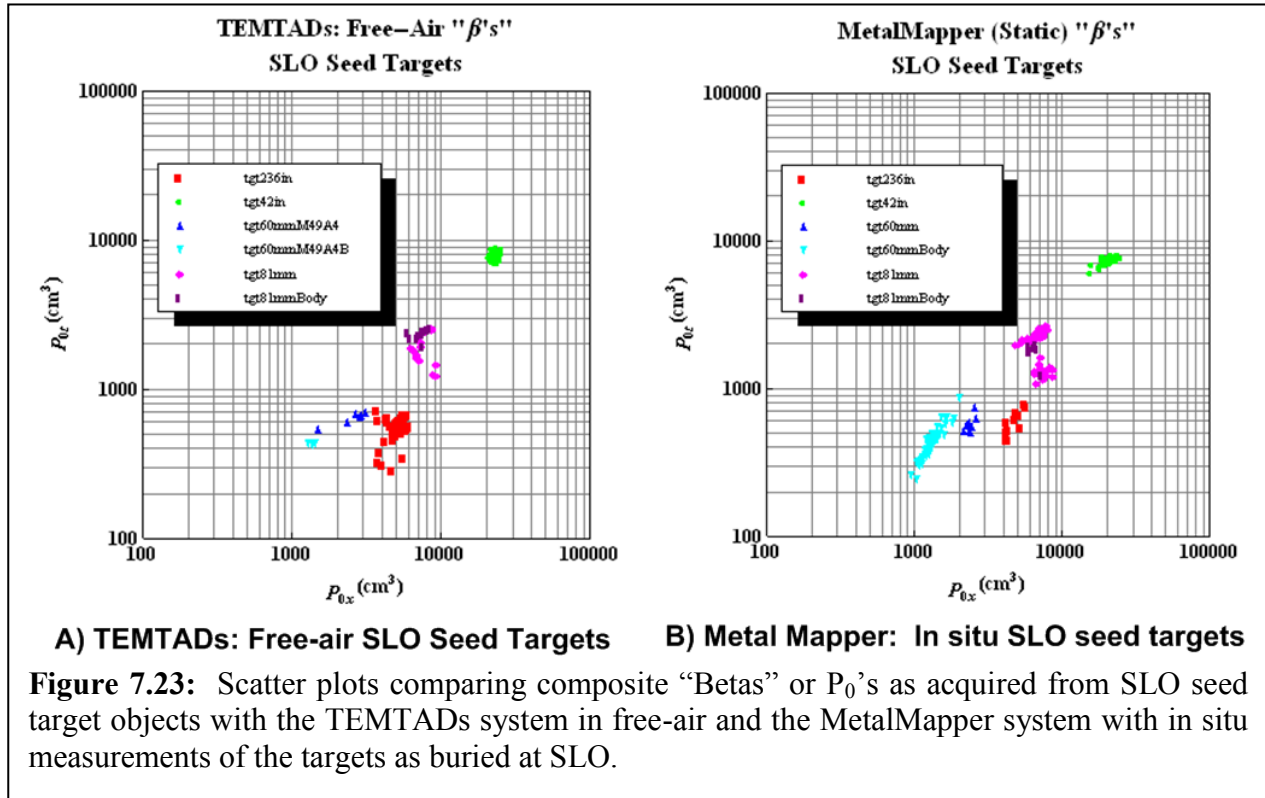 TEMTADs: Free–Air "β's"
SLO Seed Targets
100000
10000
1000
100
P0t (cm³)
tgt236in
tgt42in
tgt60mmM49A4
tgt60mmM49A4B
tgt81mm
tgt81mmBody
100 1000 10000 100000
P0x (cm³)
A) TEMTADs: Free-air SLO Seed Targets
MetalMapper (Static) "β's"
SLO Seed Targets
100000
10000
1000
100
P0t (cm³)
tgt236in
tgt42in
tgt60mm
tgt60mmBody
tgt81mm
tgt81mmBody
100 1000 10000 100000
P0x (cm³)
B) Metal Mapper: In situ SLO seed targets
Figure 7.23: Scatter plots comparing composite “Betas” or P0’s as acquired from SLO seed
target objects with the TEMTADs system in free-air and the MetalMapper system with in situ
measurements of the targets as buried at SLO.